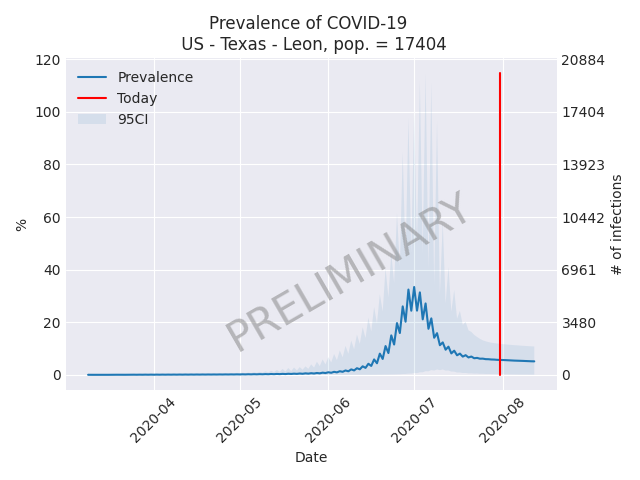 Prevalence of COVID-19
US - Texas - Leon, pop. = 17404
Prevalence
Today
95CI
120
100
80
60
40
20
0
%
20884
17404
13923
10442
6961
3480
0
# of infections
PRELIMINARY
2020-04
2020-05
2020-06
2020-07
2020-08
Date